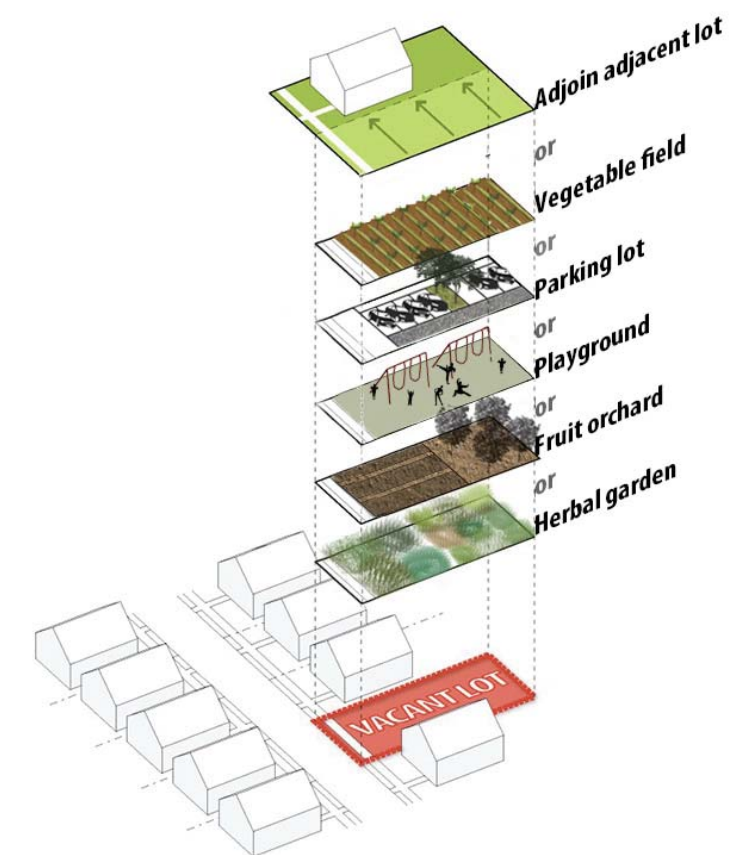 Adjoin adjacent lot
or
Vegetable field
or
Parking lot
or
Playground
or
Fruit orchard
or
Herbal garden
VACANT LOT